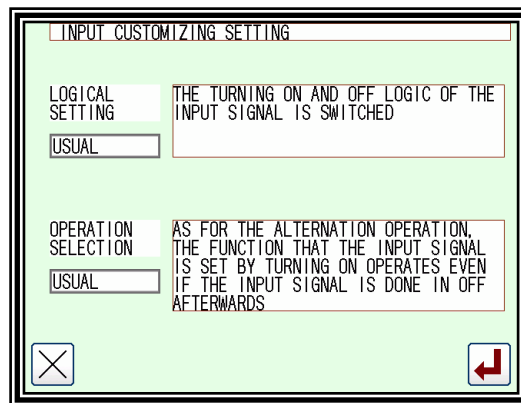 INPUT CUSTOMIZING SETTING
LOGICAL
SETTING
USUAL
THE TURNING ON AND OFF LOGIC OF THE
INPUT SIGNAL IS SWITCHED
OPERATION
SELECTION
USUAL
AS FOR THE ALTERNATION OPERATION,
THE FUNCTION THAT THE INPUT SIGNAL
IS SET BY TURNING ON OPERATES EVEN
IF THE INPUT SIGNAL IS DONE IN OFF
AFTERWARDS